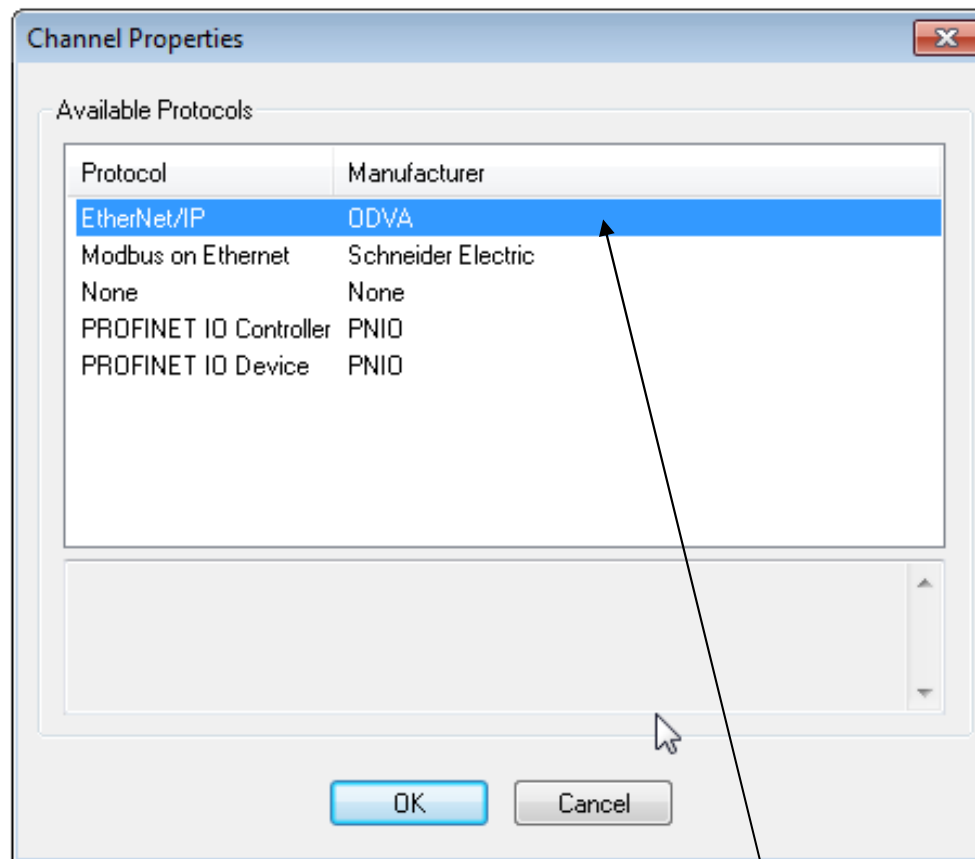 Channel Properties
Available Protocols
Protocol Manufacturer
EtherNet/IP ODVA
Modbus on Ethernet Schneider Electric
None None
PROFINET IO Controller PNIO
PROFINET IO Device PNIO
OK Cancel